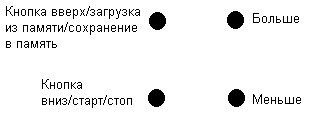 Кнопка вверх/загрузка
из памяти/сохранение
в память
Больше
Кнопка
вниз/старт/стоп
Меньше